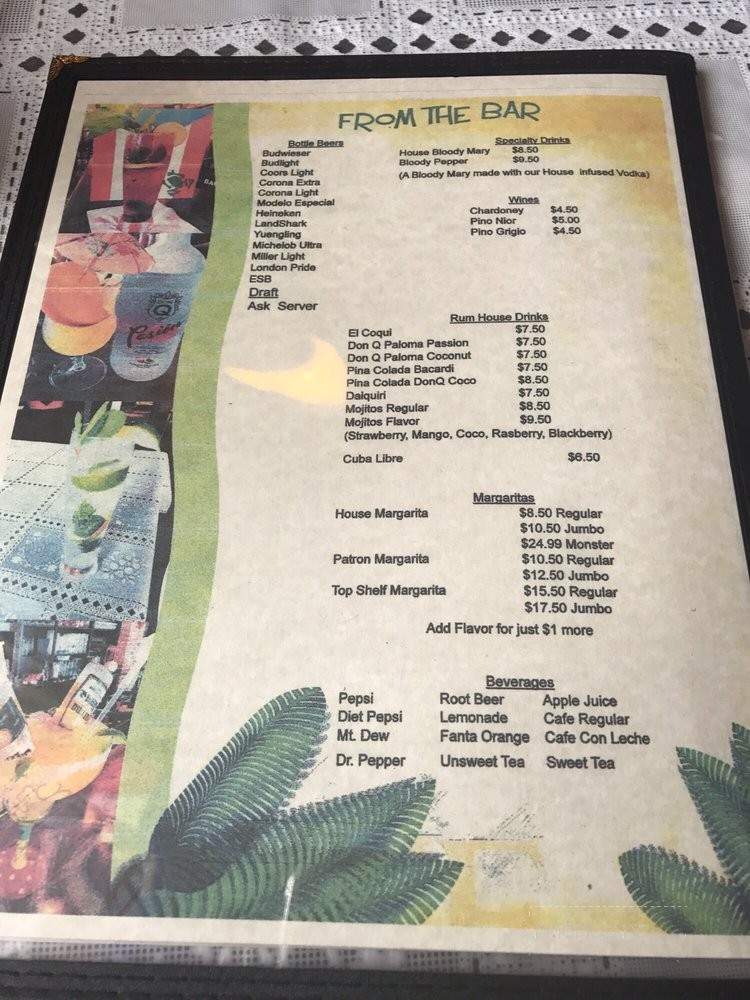 FROM THE BAR
Bottle Beers
Budwieser
Budlight
Coors Light
Corona Extra
Corona Light
Modelo Especial
Heineken
LandShark
Yuengling
Michelob Ultra
Miller Light
London Pride
ESB
Draft
Ask Server
Specialty Drinks
House Bloody Mary $8.50
Bloody Pepper $9.50
(A Bloody Mary made with our House infused Vodka)
Wines
Chardoney $4.50
Pino Nior $5.00
Pino Grigio $4.50
Rum House Drinks
El Coqui $7.50
Don Q Paloma Passion $7.50
Don Q Paloma Coconut $7.50
Pina Colada Bacardi $7.50
Pina Colada DonQ Coco $8.50
Daiquiri $7.50
Mojitos Regular $8.50
Mojitos Flavor $9.50
(Strawberry, Mango, Coco, Rasberry, Blackberry)
Cuba Libre $6.50
Margaritas
House Margarita $8.50 Regular
$10.50 Jumbo
$24.99 Monster
Patron Margarita $10.50 Regular
$12.50 Jumbo
Top Shelf Margarita $15.50 Regular
$17.50 Jumbo
Add Flavor for just $1 more
Beverages
Pepsi Root Beer Apple Juice
Diet Pepsi Lemonade Cafe Regular
Mt. Dew Fanta Orange Cafe Con Leche
Dr. Pepper Unsweet Tea Sweet Tea